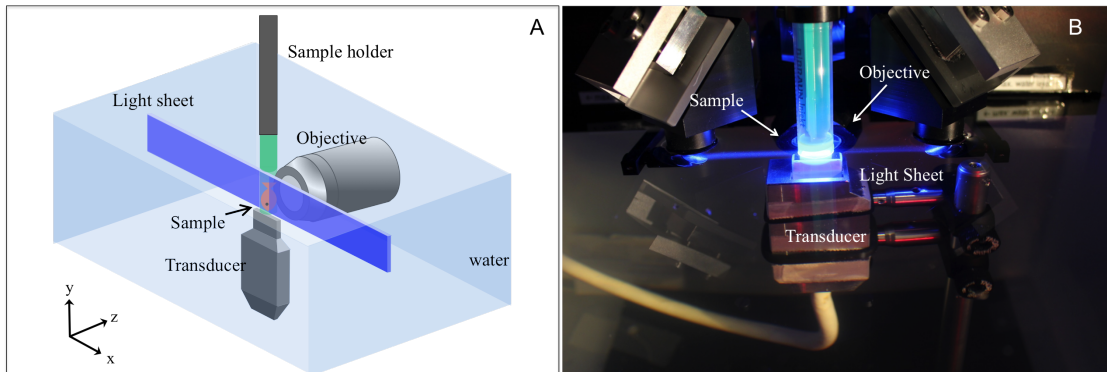 A
Sample holder
Light sheet
Objective
Sample
Transducer
water
y
z
x
B
Objective
Sample
Light Sheet
Transducer